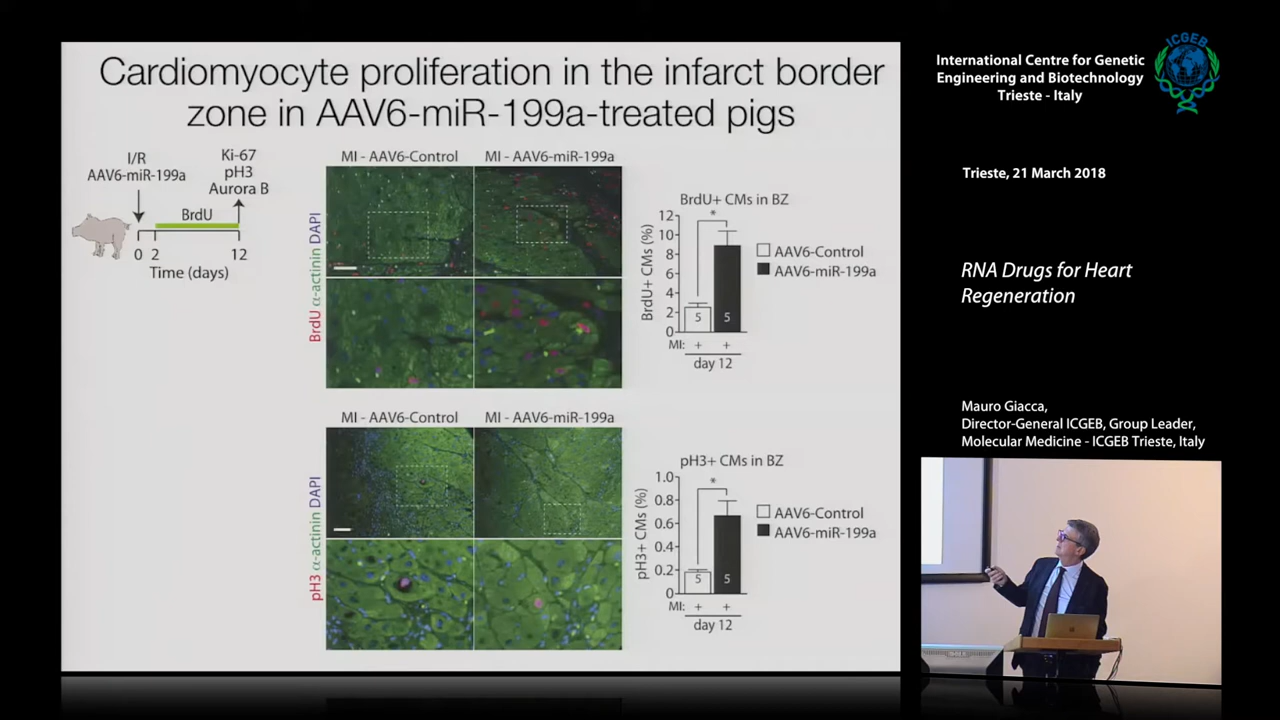 Cardiomyocyte proliferation in the infarct border
zone in AAV6-miR-199a-treated pigs
I/R
AAV6-miR-199a
Ki-67
pH3
Aurora B
BrdU
0 2 12
Time (days)
MI - AAV6-Control MI - AAV6-miR-199a
BrdU α-actinin DAPI
BrdU+ CMs in BZ
*
BrdU+ CMs (%)
12
10
8
6
4
2
0
5 5
MI: + +
day 12
AAV6-Control
AAV6-miR-199a
MI - AAV6-Control MI - AAV6-miR-199a
pH3 α-actinin DAPI
pH3+ CMs in BZ
*
pH3+ CMs (%)
1.0
0.8
0.6
0.4
0.2
0
5 5
MI: + +
day 12
AAV6-Control
AAV6-miR-199a
International Centre for Genetic
Engineering and Biotechnology
Trieste - Italy
ICGEB
Trieste, 21 March 2018
RNA Drugs for Heart
Regeneration
Mauro Giacca,
Director-General ICGEB, Group Leader,
Molecular Medicine - ICGEB Trieste, Italy